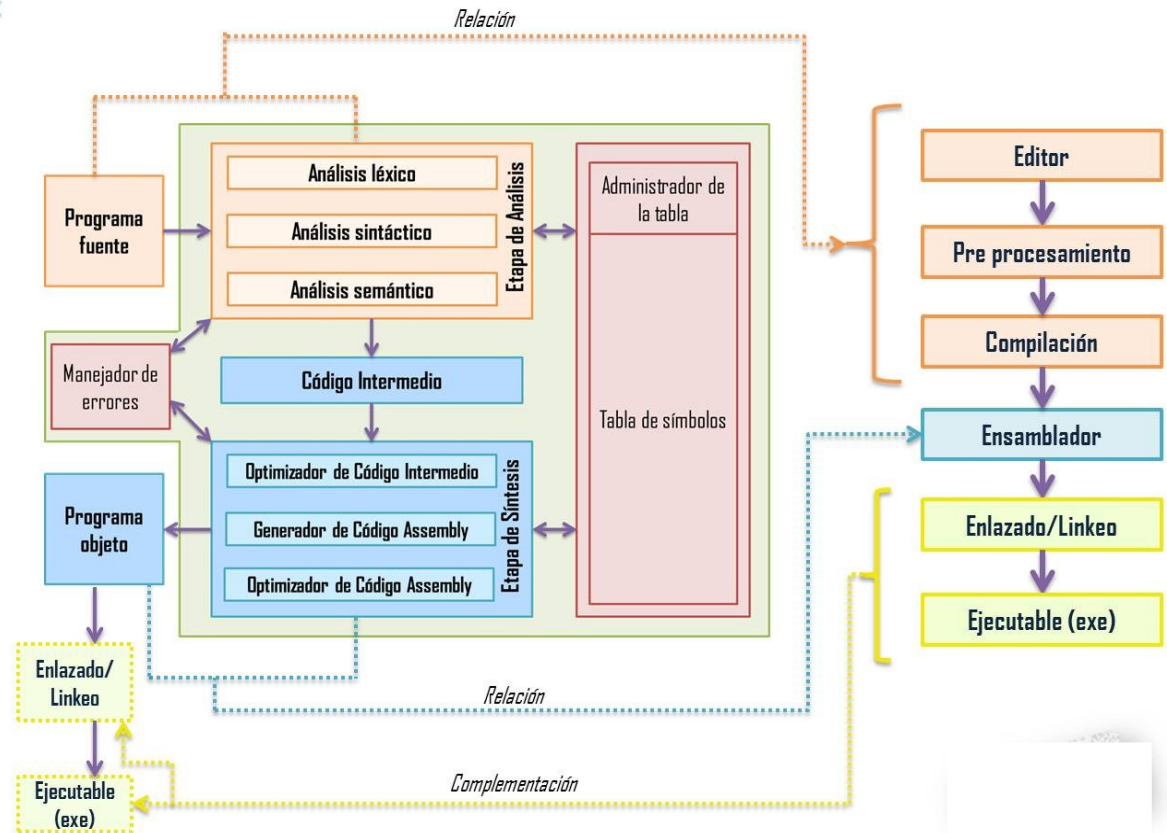 Relación
Programa
fuente
Análisis léxico
Análisis sintáctico
Análisis semántico
Etapa de Análisis
Administrador de
la tabla
Tabla de símbolos
Manejador de
errores
Código Intermedio
Optimizador de Código Intermedio
Generador de Código Assembly
Optimizador de Código Assembly
Etapa de Síntesis
Programa
objeto
Enlazado/
Linkeo
Ejecutable
(exe)
Relación
Complementación
Editor
Pre procesamiento
Compilación
Ensamblador
Enlazado/Linkeo
Ejecutable (exe)